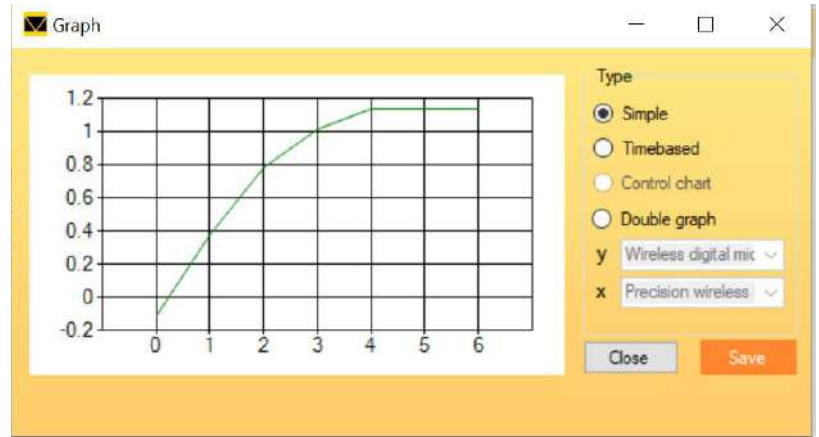 Graph
1.2
1
0.8
0.6
0.4
0.2
0
-0.2
0 1 2 3 4 5 6
Type
Simple
Timebased
Control chart
Double graph
y Wireless digital mic
x Precision wireless
Close Save